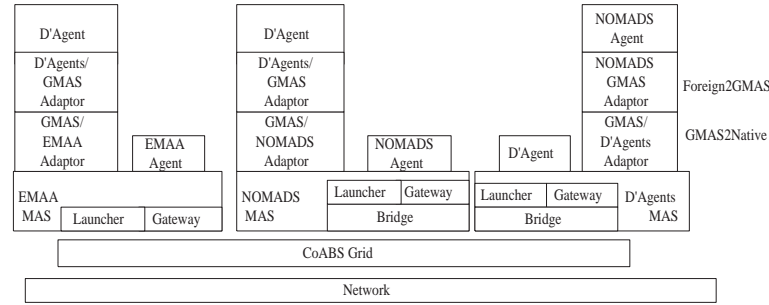 D'Agent
D'Agents/
GMAS
Adaptor
GMAS/
EMAA
Adaptor
EMAA
Agent
EMAA
MAS
Launcher
Gateway
D'Agent
D'Agents/
GMAS
Adaptor
GMAS/
NOMADS
Adaptor
NOMADS
Agent
NOMADS
MAS
Launcher
Gateway
Bridge
NOMADS
Agent
NOMADS
GMAS
Adaptor
GMAS/
D'Agents
Adaptor
D'Agent
Launcher
Gateway
Bridge
D'Agents
MAS
Foreign2GMAS
GMAS2Native
CoABS Grid
Network